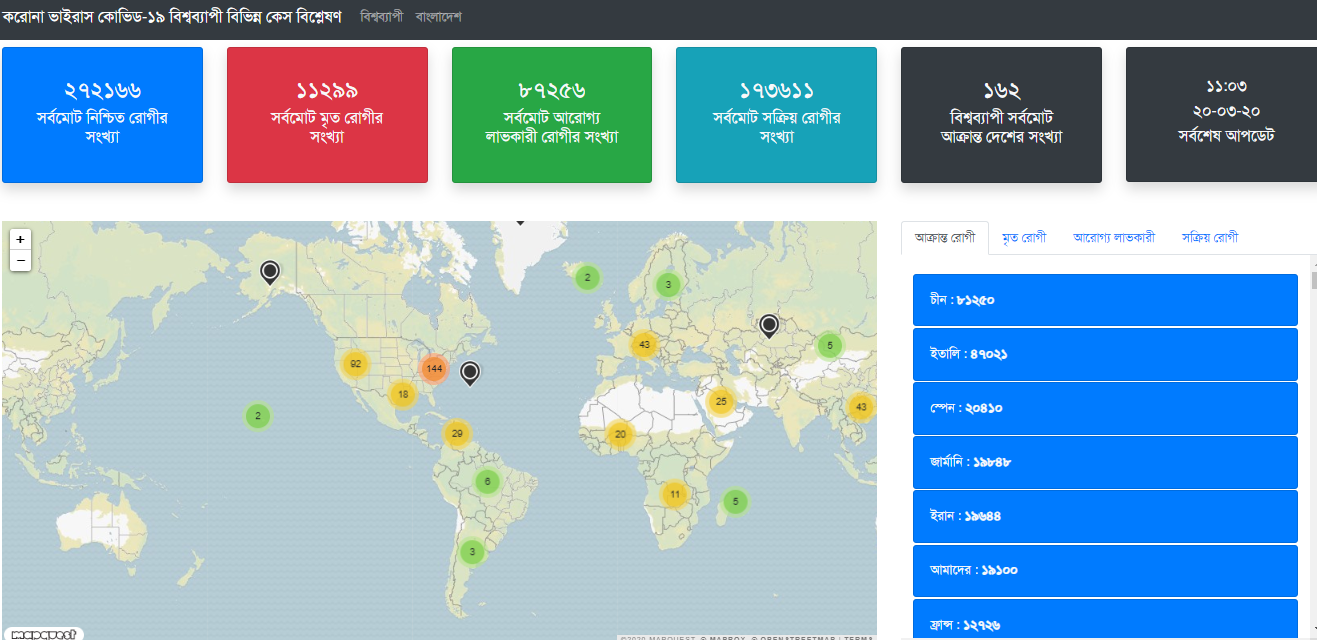 করোনা ভাইরাস কোভিড-১৯ বিশ্বব্যাপী বিভিন্ন কেস বিশ্লেষণ বিশ্বব্যাপী বাংলাদেশ
২৭২১৬৬
সর্বমোট নিশ্চিত রোগীর
সংখ্যা
১১২৯৯
সর্বমোট মৃত রোগীর
সংখ্যা
৮৭২৫৬
সর্বমোট আরোগ্য
লাভকারী রোগীর সংখ্যা
১৭৩৬১১
সর্বমোট সক্রিয় রোগীর
সংখ্যা
১৬২
বিশ্বব্যাপী সর্বমোট
আক্রান্ত দেশের সংখ্যা
১১:০৩
২০-০৩-২০
সর্বশেষ আপডেট
+
−
2
3
43
5
92
144
18
25
43
2
29
20
6
11
5
3
mapquest
©2020 MAPQUEST © MAPBOX © OPENSTREETMAP | TERMS
আক্রান্ত রোগী মৃত রোগী আরোগ্য লাভকারী সক্রিয় রোগী
চীন : ৮১২৫০
ইতালি : ৪৭০২১
স্পেন : ২০৪১০
জার্মানি : ১৯৮৪৮
ইরান : ১৯৬৪৪
আমাদের : ১৯১০০
ফ্রান্স : ১২৭২৬